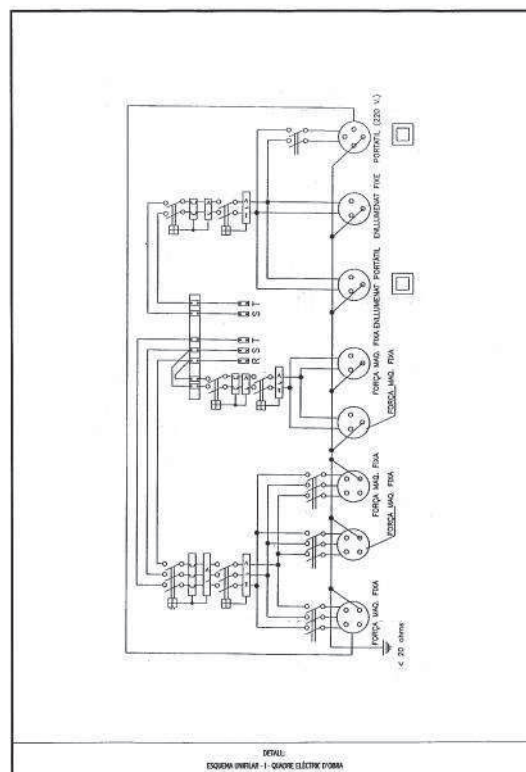 PORTATIL (220 v.)
ENLLUMENAT FIXE
ENLLUMENAT PORTATIL
FORÇA MAQ. FIXA
FORÇA MAQ. FIXA
FORÇA MAQ. FIXA
FORÇA MAQ. FIXA
FORÇA MAQ. FIXA
< 20 ohms
T
S
T
S
R
DETALL:
ESQUEMA UNIFILAR - I - QUADRE ELÈCTRIC D'OBRA